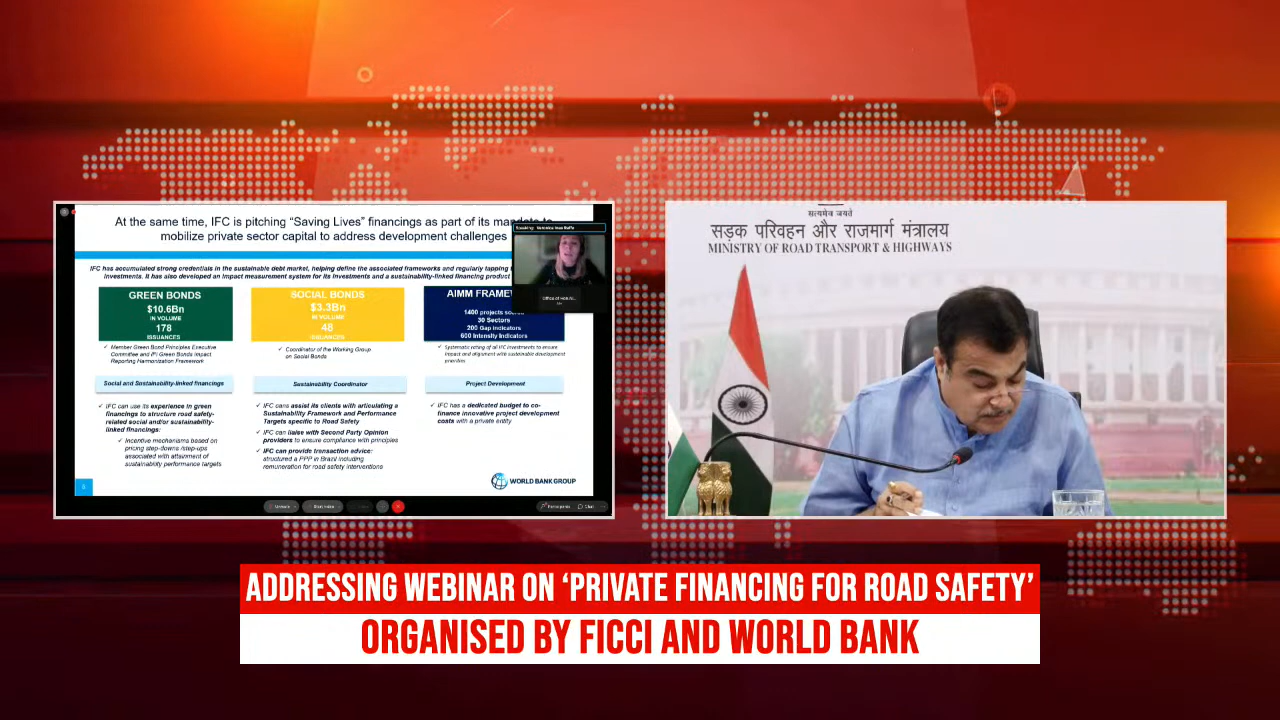 At the same time, IFC is pitching “Saving Lives” financings as part of its mandate to
mobilize private sector capital to address development challenges
Speaking: Veronica Ines Raffo
IFC has accumulated strong credentials in the sustainable debt market, helping define the associated frameworks and regularly tapping
investments. It has also developed an impact measurement system for its investments and a sustainability-linked financing product
GREEN BONDS
$10.6Bn
IN VOLUME
178
ISSUANCES
✓ Member Green Bond Principles Executive
Committee and IFI Green Bonds Impact
Reporting Harmonization Framework
Social and Sustainability-linked financings
✓ IFC can use its experience in green
financings to structure road safety-
related social and/or sustainability-
linked financings:
✓ Incentive mechanisms based on
pricing step-downs /step-ups
associated with attainment of
sustainability performance targets
SOCIAL BONDS
$3.3Bn
IN VOLUME
48
ISSUANCES
✓ Coordinator of the Working Group
on Social Bonds
Sustainability Coordinator
✓ IFC cans assist its clients with articulating a
Sustainability Framework and Performance
Targets specific to Road Safety
✓ IFC can liaise with Second Party Opinion
providers to ensure compliance with principles
✓ IFC can provide transaction advice:
structured a PPP in Brazil including
remuneration for road safety interventions
AIMM FRAMEW
1400 projects
30 Sectors
200 Gap indicators
600 Intensity Indicators
✓ Systematic rating of all IFC investments to ensure
impact and alignment with sustainable development
priorities
Project Development
✓ IFC has a dedicated budget to co-
finance innovative project development
costs with a private entity
8
WORLD BANK GROUP
Participants
Chat
सत्यमेव जयते
सड़क परिवहन और राजमार्ग मंत्रालय
MINISTRY OF ROAD TRANSPORT & HIGHWAYS
ADDRESSING WEBINAR ON ‘PRIVATE FINANCING FOR ROAD SAFETY’
ORGANISED BY FICCI AND WORLD BANK